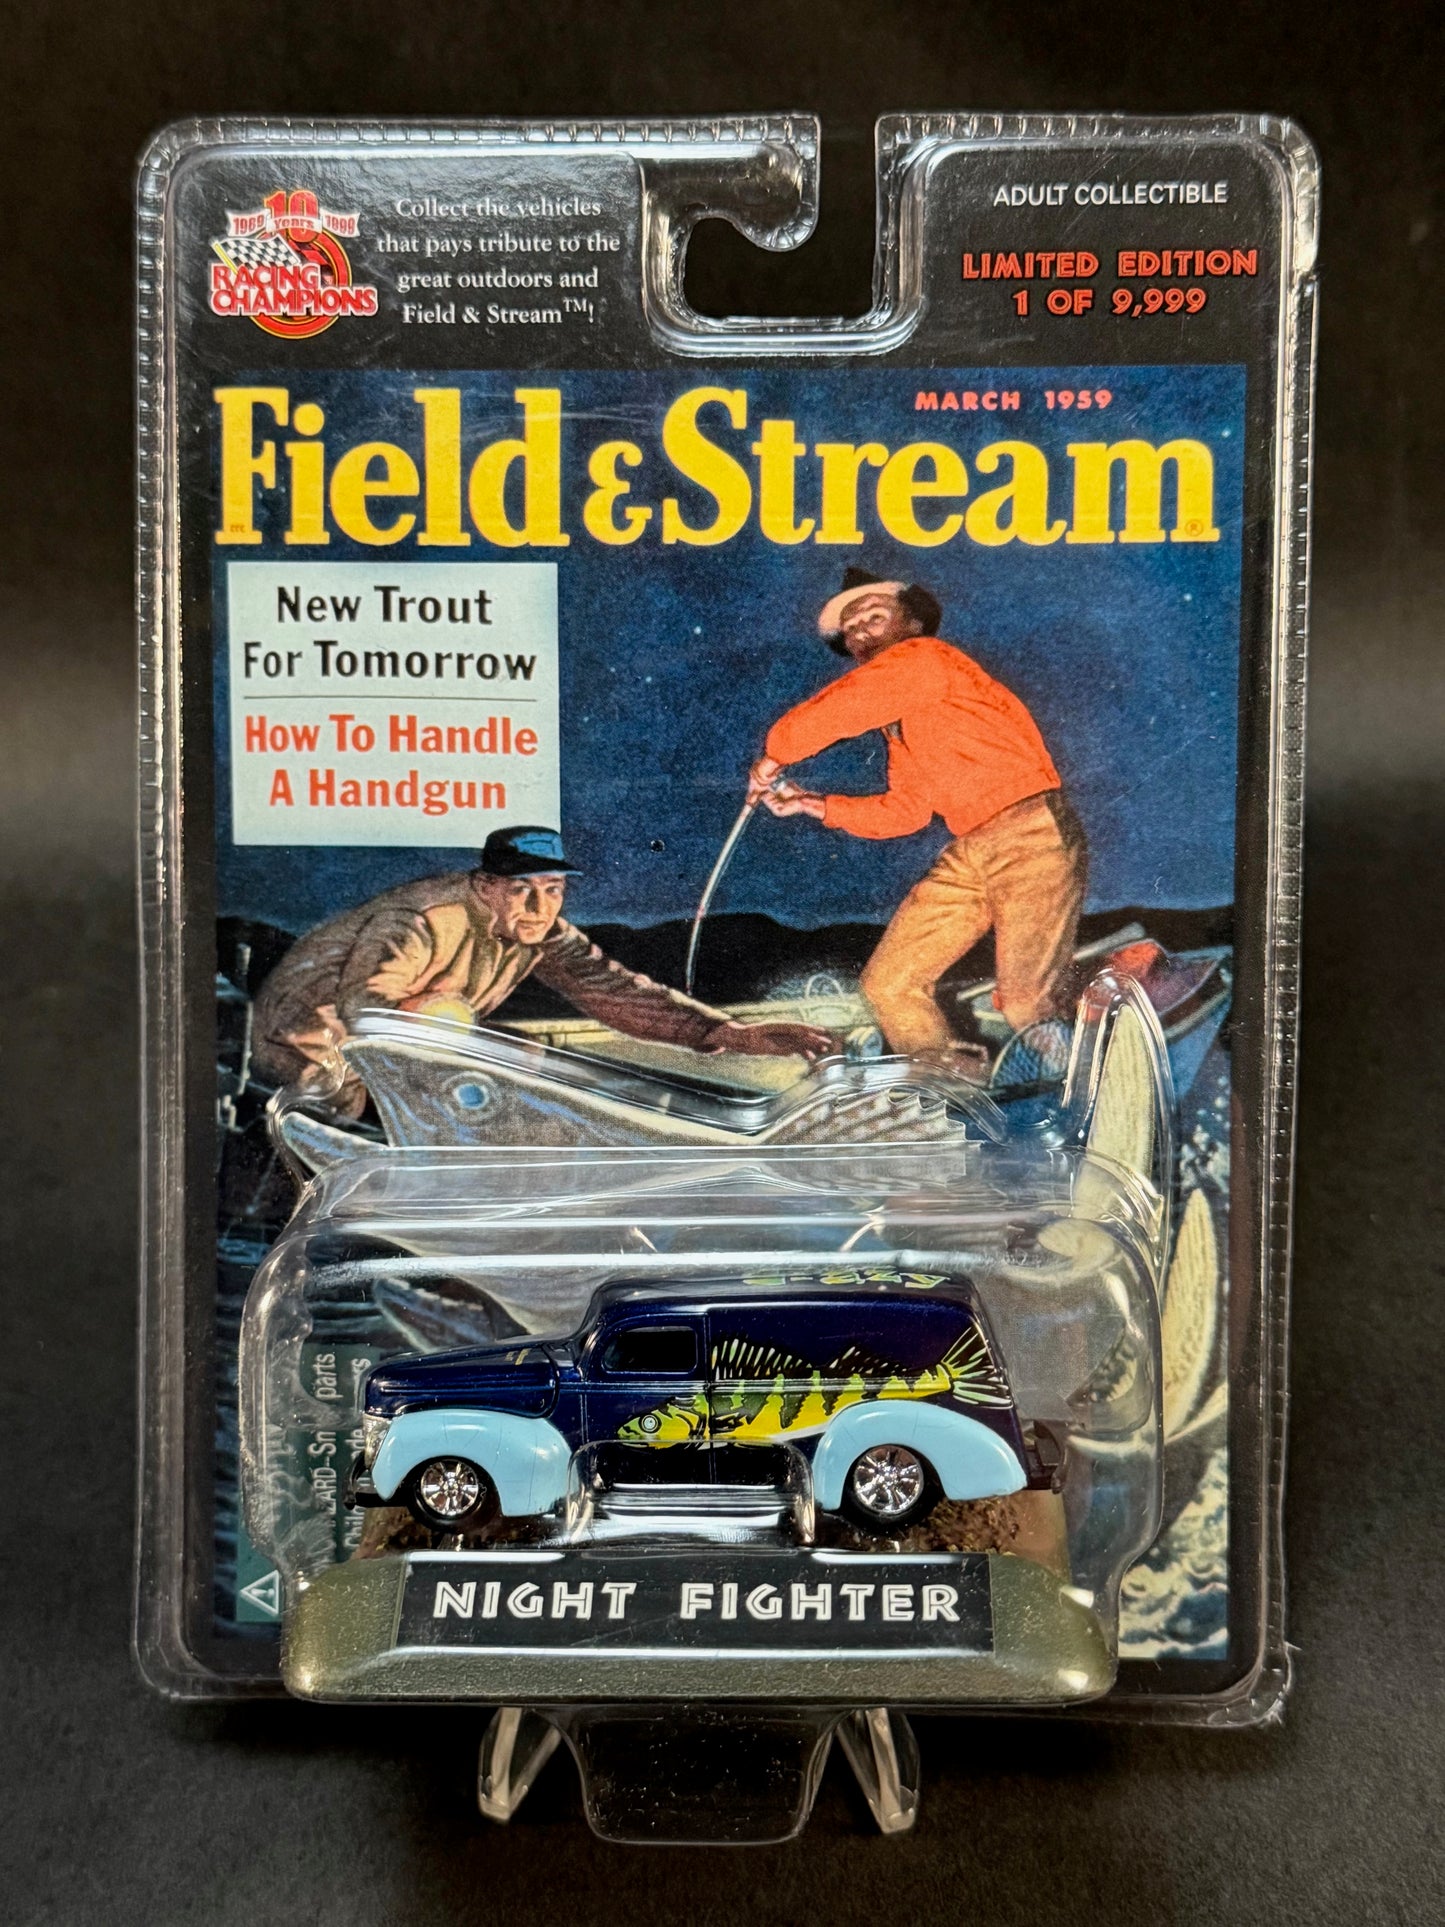 1989 10 Years 1999
RACING
CHAMPIONS
Collect the vehicles
that pays tribute to the
great outdoors and
Field & Stream™!
ADULT COLLECTIBLE
LIMITED EDITION
1 OF 9,999
MARCH 1959
Field & Stream®
New Trout
For Tomorrow
How To Handle
A Handgun
parts
NIGHT FIGHTER